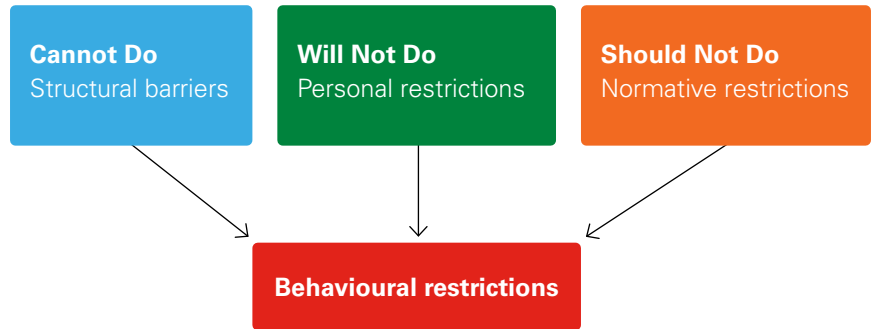 Cannot Do
Structural barriers
Will Not Do
Personal restrictions
Should Not Do
Normative restrictions
Behavioural restrictions